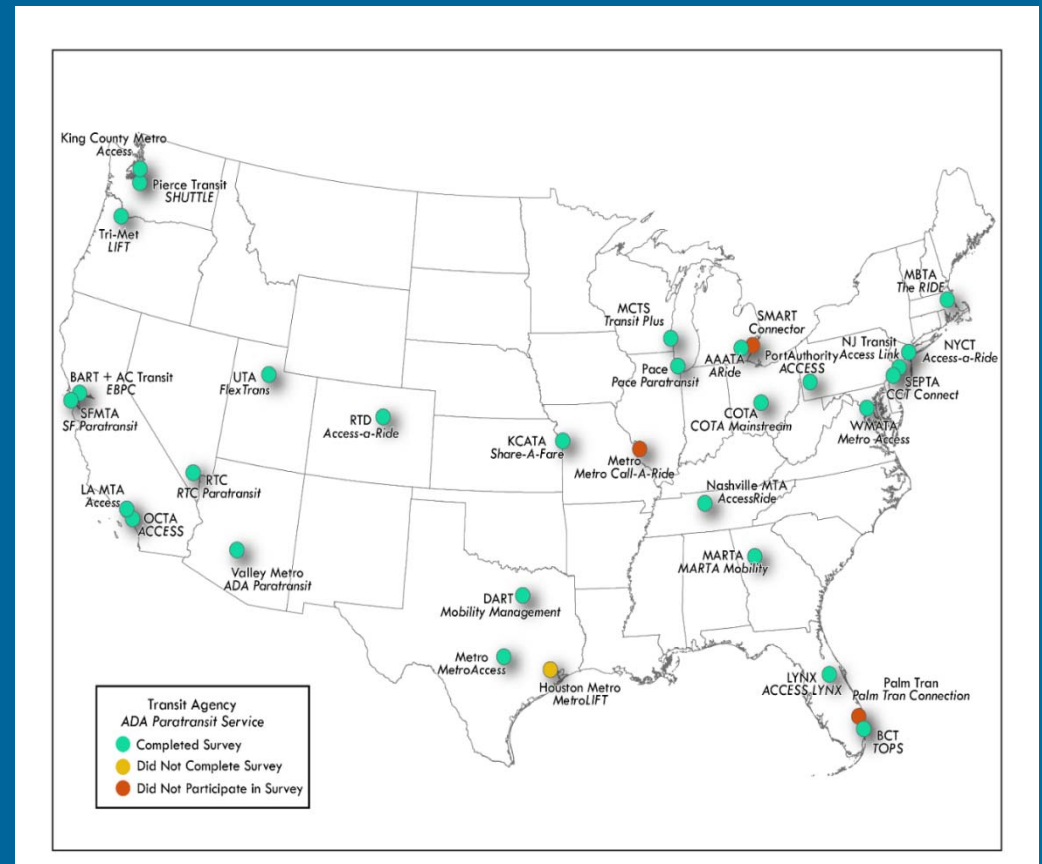 King County Metro
Access
Pierce Transit
SHUTTLE
Tri-Met
LIFT
BART + AC Transit
EBPC
SFMTA
SF Paratransit
UTA
FlexTrans
RTD
Access-a-Ride
RTC
RTC Paratransit
LA MTA
Access
OCTA
ACCESS
Valley Metro
ADA Paratransit
KCATA
Share-A-Fare
Metro
Metro Call-A-Ride
DART
Mobility Management
Metro
MetroAccess
Houston Metro
MetroLIFT
MCTS
Transit Plus
Pace
Pace Paratransit
AAATA
ARide
SMART
Connector
PortAuthority
ACCESS
COTA
COTA Mainstream
MBTA
The RIDE
NJ Transit
Access Link
NYCT
Access-a-Ride
SEPTA
CCT Connect
WMATA
Metro Access
Nashville MTA
AccessRide
MARTA
MARTA Mobility
LYNX
ACCESS LYNX
Palm Tran
Palm Tran Connection
BCT
TOPS
Transit Agency
ADA Paratransit Service
Completed Survey
Did Not Complete Survey
Did Not Participate in Survey